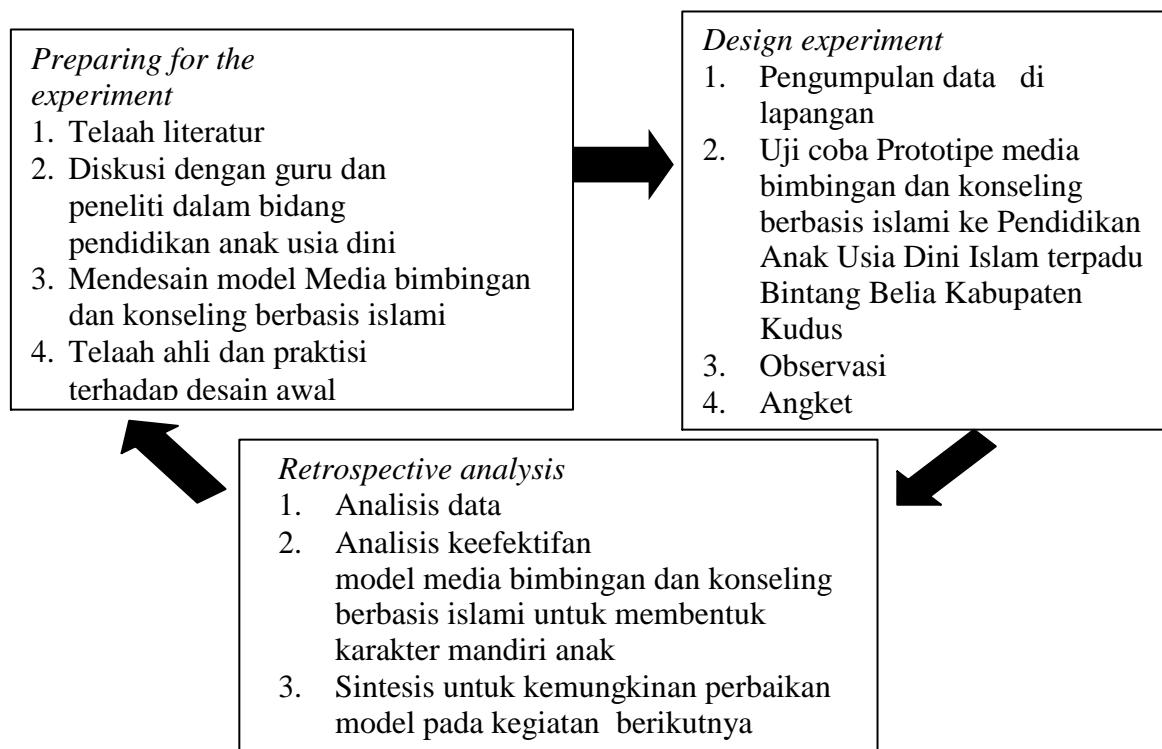 Preparing for the
experiment
1. Telaah literatur
2. Diskusi dengan guru dan
peneliti dalam bidang
pendidikan anak usia dini
3. Mendesain model Media bimbingan
dan konseling berbasis islami
4. Telaah ahli dan praktisi
terhadap desain awal
Design experiment
1. Pengumpulan data di
lapangan
2. Uji coba Prototipe media
bimbingan dan konseling
berbasis islami ke Pendidikan
Anak Usia Dini Islam terpadu
Bintang Belia Kabupaten
Kudus
3. Observasi
4. Angket
Retrospective analysis
1. Analisis data
2. Analisis keefektifan
model media bimbingan dan konseling
berbasis islami untuk membentuk
karakter mandiri anak
3. Sintesis untuk kemungkinan perbaikan
model pada kegiatan berikutnya